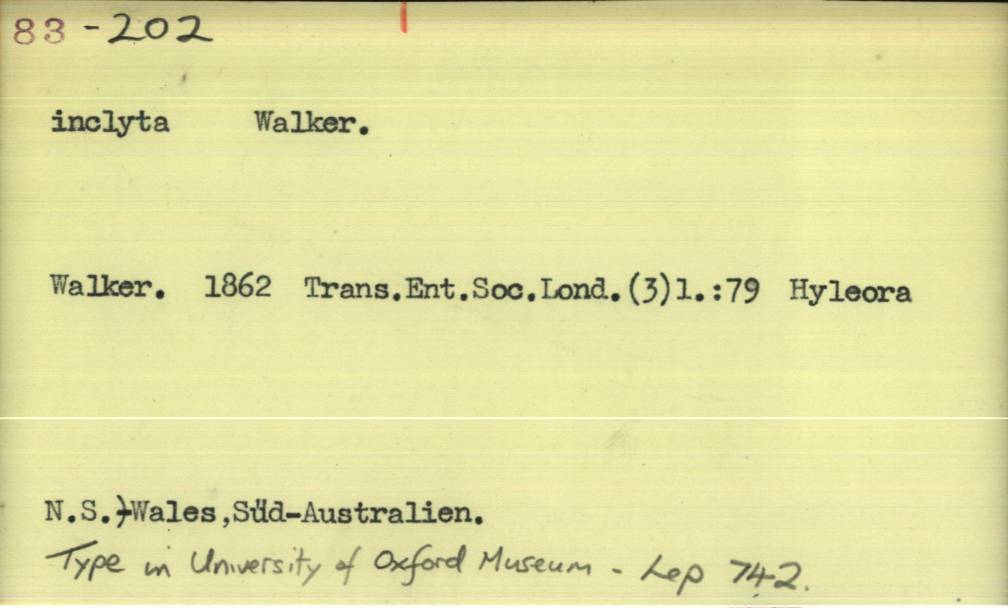 83-202
inclyta Walker.
Walker. 1862 Trans.Ent.Soc.Lond.(3)1.:79 Hyleora
N.S.)Wales,Süd-Australien.
Type in University of Oxford Museum - Lep 742.